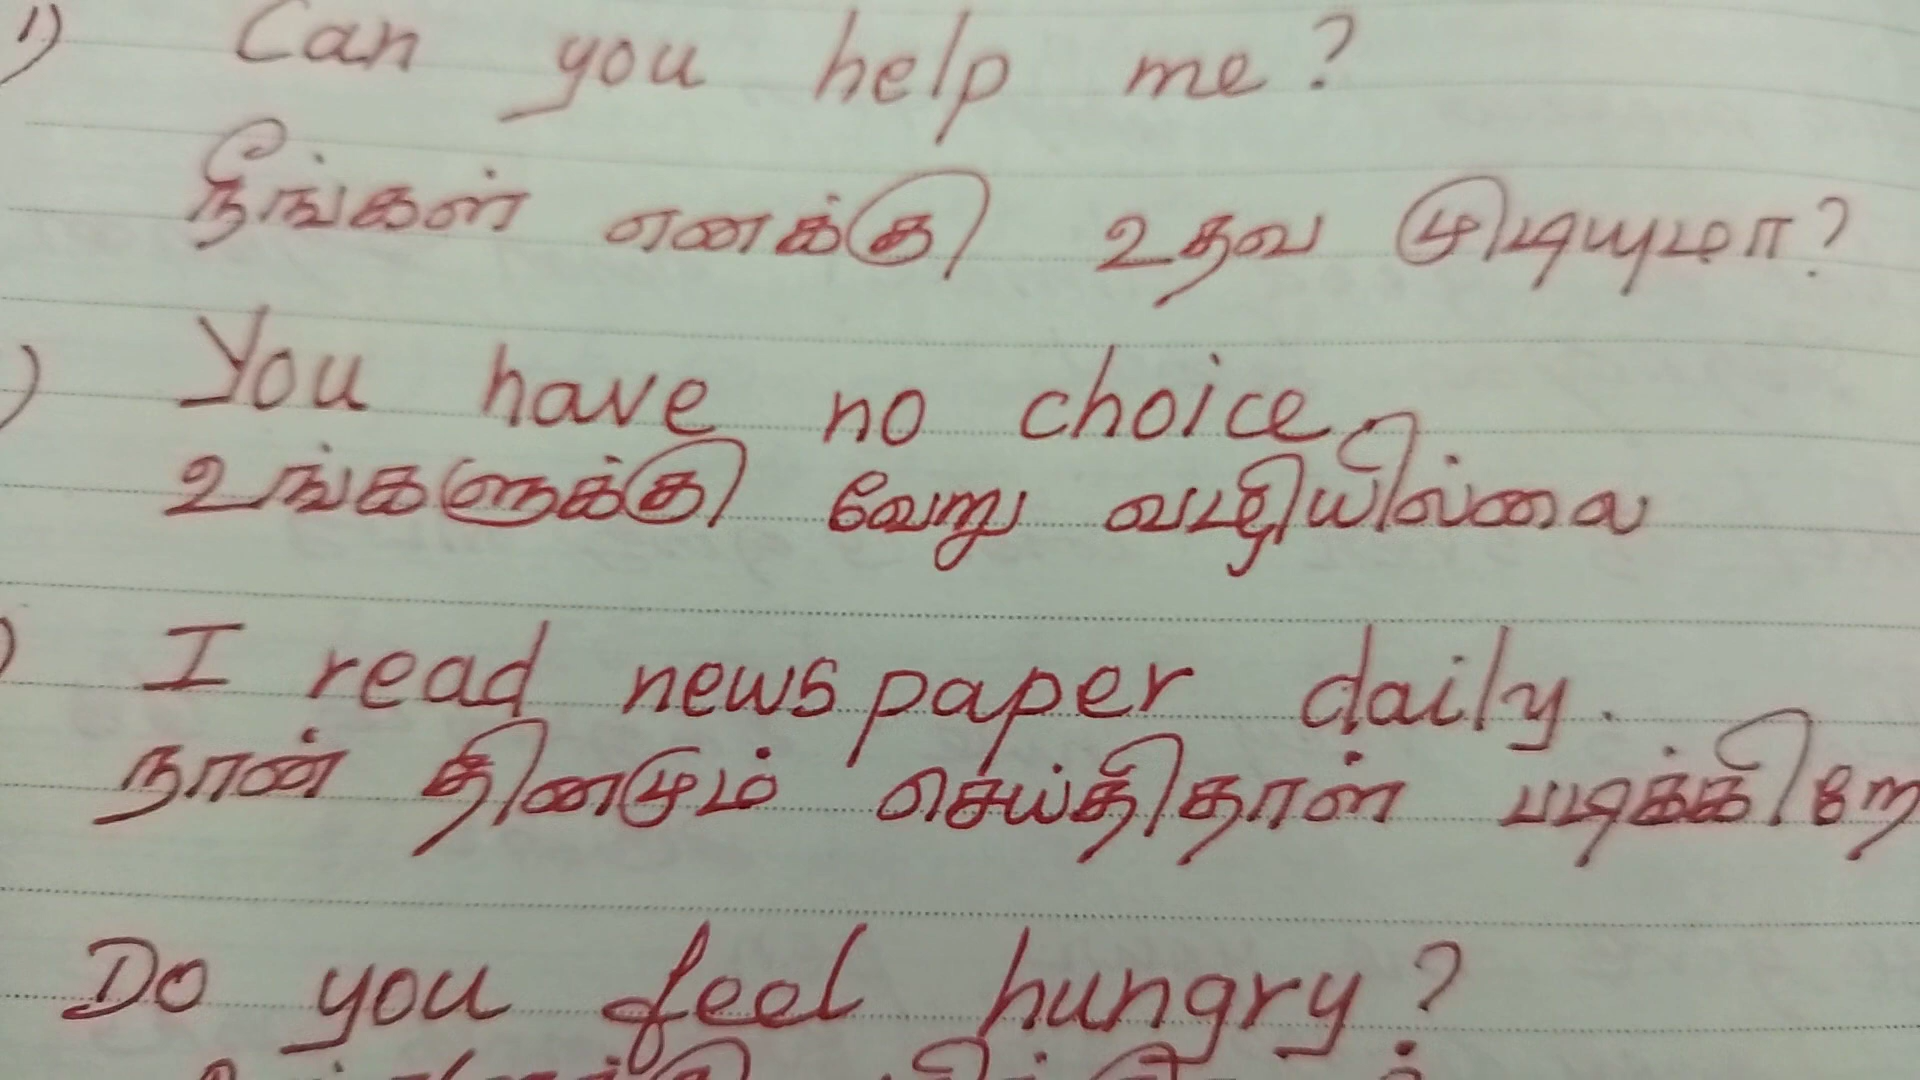 1) Can you help me?
நீங்கள் எனக்கு உதவ முடியுமா?
) You have no choice.
உங்களுக்கு வேறு வழியில்லை
) I read newspaper daily.
நான் தினமும் செய்திதாள்
Do you feel hungry?